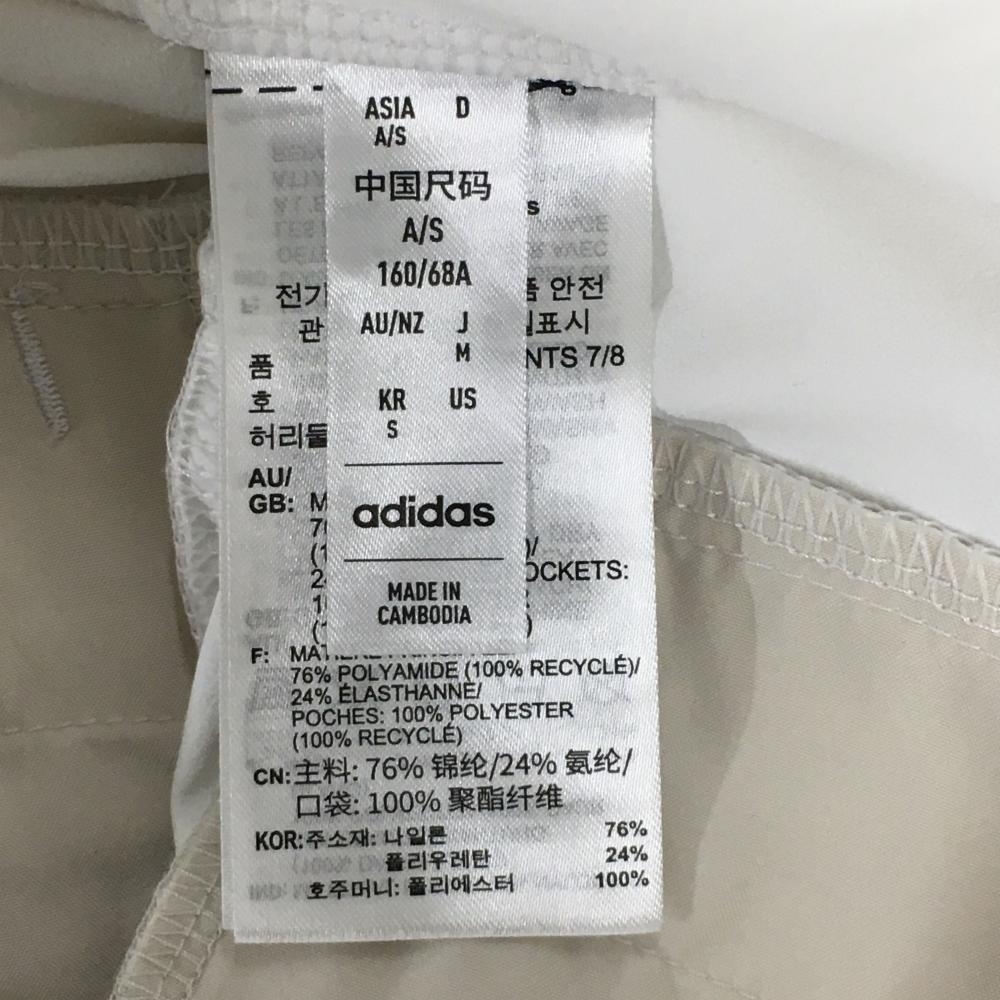 ASIA D
A/S
中国尺码
A/S
160/68A
AU/NZ J
M
KR US
S
adidas
MADE IN
CAMBODIA
s
전기 안전
관 표시
품 NTS 7/8
호
허리둘
AU/
GB: M
OCKETS:
F:
76% POLYAMIDE (100% RECYCLÉ)/
24% ÉLASTHANNE/
POCHES: 100% POLYESTER
(100% RECYCLÉ)
CN: 主料: 76% 锦纶/24% 氨纶/
口袋: 100% 聚酯纤维
KOR: 주소재: 나일론 76%
폴리우레탄 24%
호주머니: 폴리에스터 100%